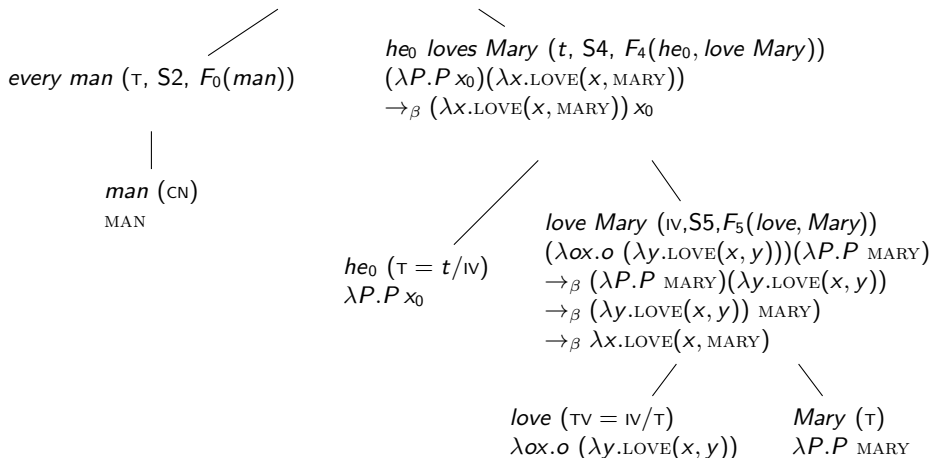 every man (T, S2, F₀(man))
man (CN)
MAN
he₀ loves Mary (t, S4, F₄(he₀, love Mary))
(λP.P x₀)(λx.LOVE(x, MARY))
→β (λx.LOVE(x, MARY)) x₀
he₀ (T = t/IV)
λP.P x₀
love Mary (IV,S5,F₅(love, Mary))
(λox.o (λy.LOVE(x, y)))(λP.P MARY)
→β (λP.P MARY)(λy.LOVE(x, y))
→β (λy.LOVE(x, y)) MARY)
→β λx.LOVE(x, MARY)
love (TV = IV/T)
λox.o (λy.LOVE(x, y))
Mary (T)
λP.P MARY